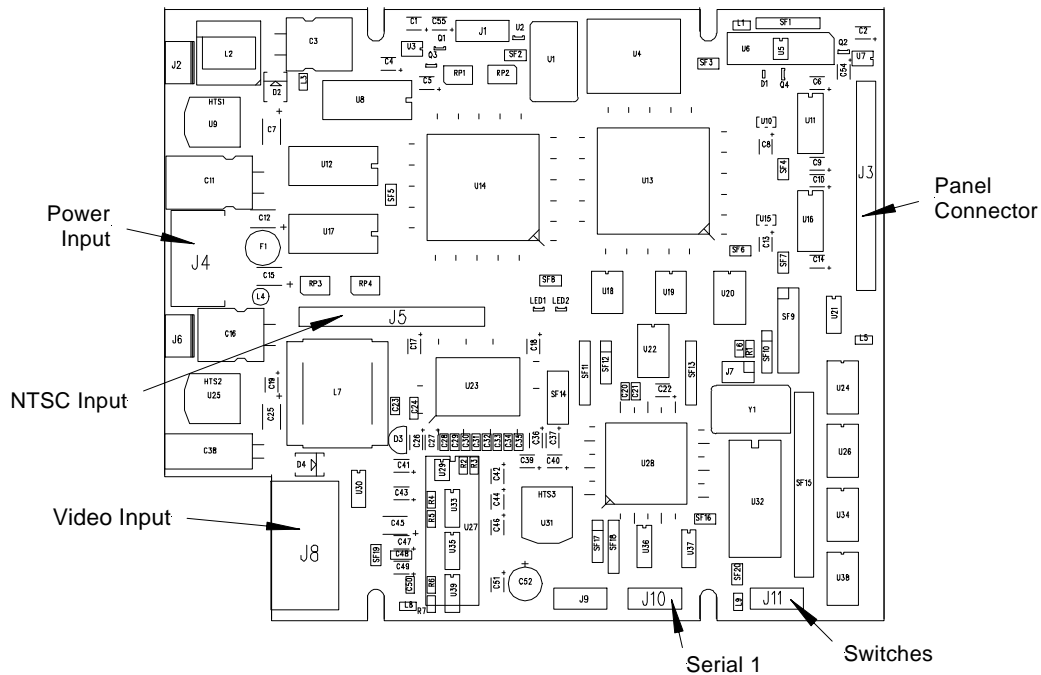 C1
C55
J1
U2
L1
SF1
C2
C3
L2
J2
U3
Q1
Q3
SF2
U1
U4
U6
U5
Q2
U7
C54
C4
C5
RP1
RP2
SF3
D1
Q4
C6
D2
L3
HTS1
U9
C7
U8
U10
U11
C8
C9
C10
SF4
J3
C11
U12
SF5
U14
U13
Panel
Connector
Power
Input
J4
C12
F1
U17
U15
U16
C13
SF6
SF7
C14
C15
L4
RP3
RP4
SF8
LED1
LED2
U18
U19
U20
SF9
U21
J5
J6
C16
C17
C18
U22
SF10
L5
L6
R1
J7
HTS2
U25
C19
C25
L7
C23
C24
U23
SF11
SF12
SF14
SF13
C20
C21
C22
Y1
U24
NTSC Input
C38
D3
C26
C27
C28
C29
C30
C31
C32
C33
C34
C35
C36
C37
U28
U26
D4
U30
C41
U29
R2
R3
C39
C40
C42
HTS3
U31
U32
SF15
Video Input
J8
C43
R4
R5
U33
U27
C44
C45
C46
SF16
U34
C47
C48
SF19
C49
C50
U35
SF17
SF18
U36
U37
R6
U39
C51
C52
SF20
U38
L8
R7
J9
J10
L9
J11
Serial 1
Switches